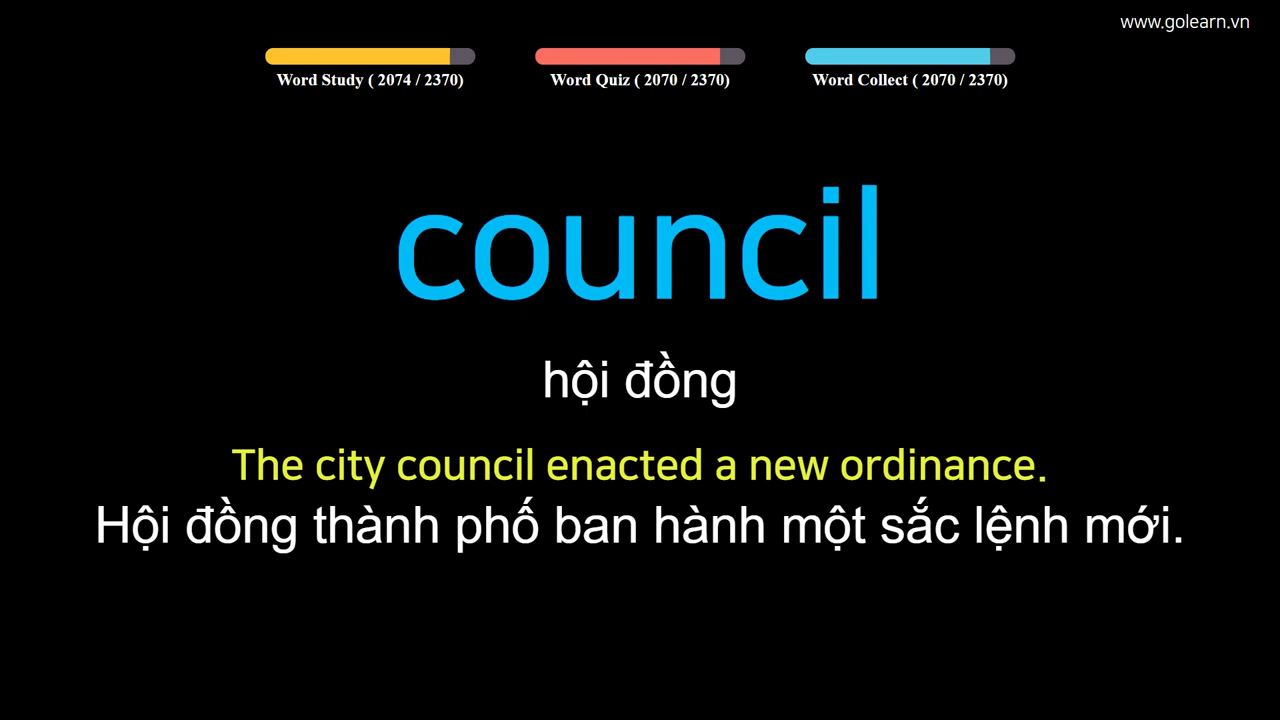 www.golearn.vn
Word Study ( 2074 / 2370) Word Quiz ( 2070 / 2370) Word Collect ( 2070 / 2370)
council
hội đồng
The city council enacted a new ordinance.
Hội đồng thành phố ban hành một sắc lệnh mới.